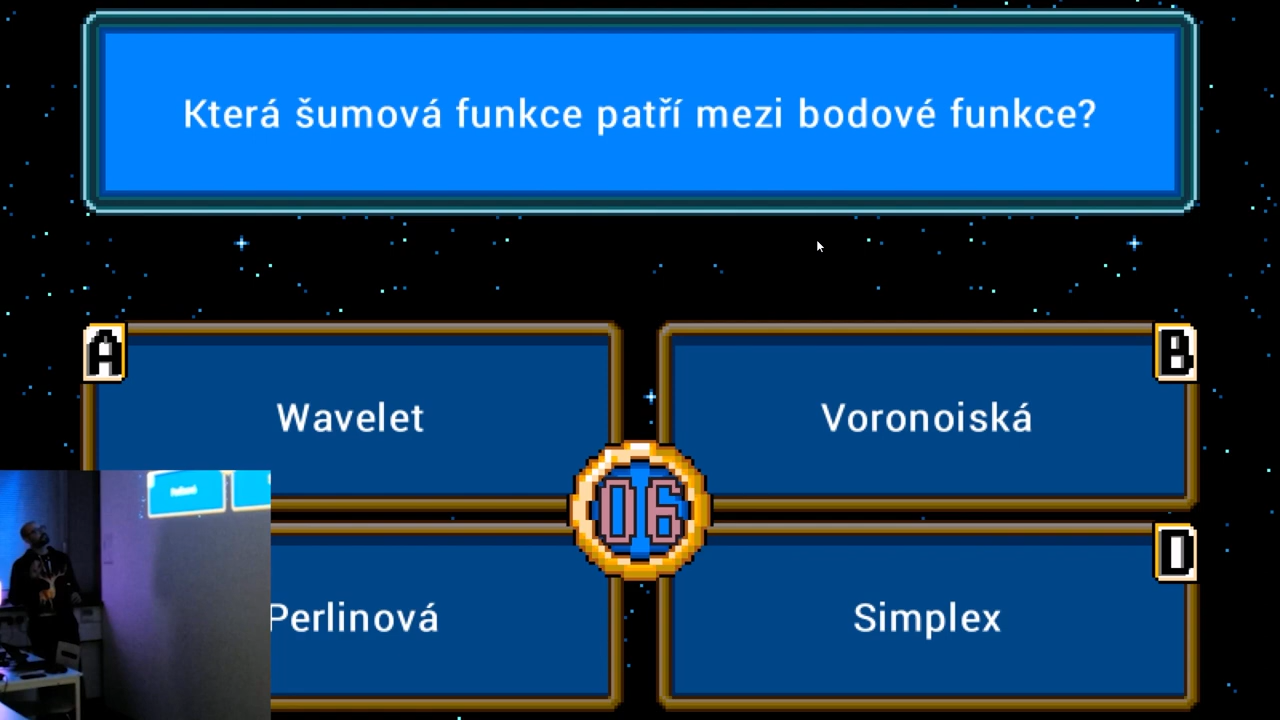 Která šumová funkce patří mezi bodové funkce?
A
Wavelet
B
Voronoiská
06
Perlinová
D
Simplex